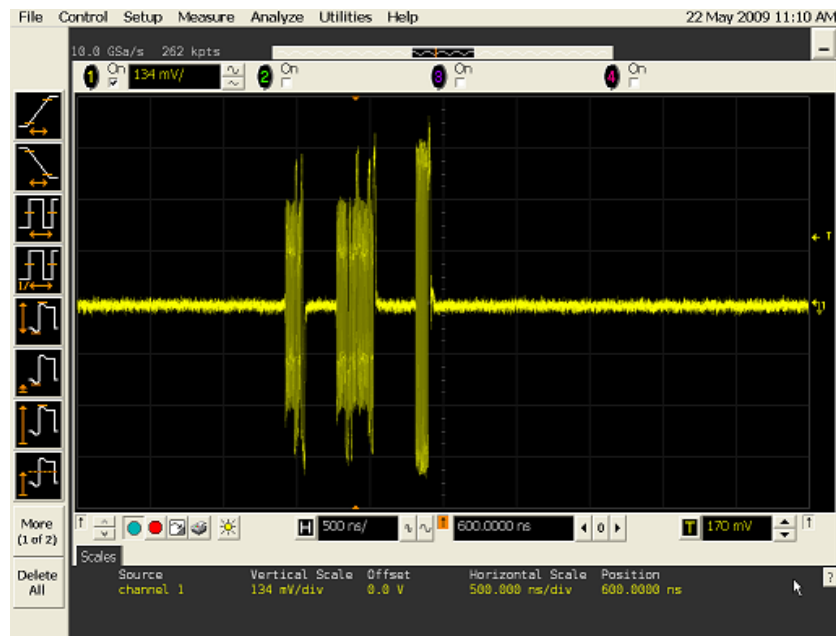 File Control Setup Measure Analyze Utilities Help 22 May 2009 11:10 AM
10.0 GSa/s 262 kpts
1 On 134 mV/ 2 On 3 On 4 On
T
1/
More
(1 of 2)
H 500 ns/ 600.0000 ns 0 T 170 mV
Scales
Delete
All
Source Vertical Scale Offset Horizontal Scale Position
channel 1 134 mV/div 0.0 V 500.000 ns/div 600.0000 ns
?